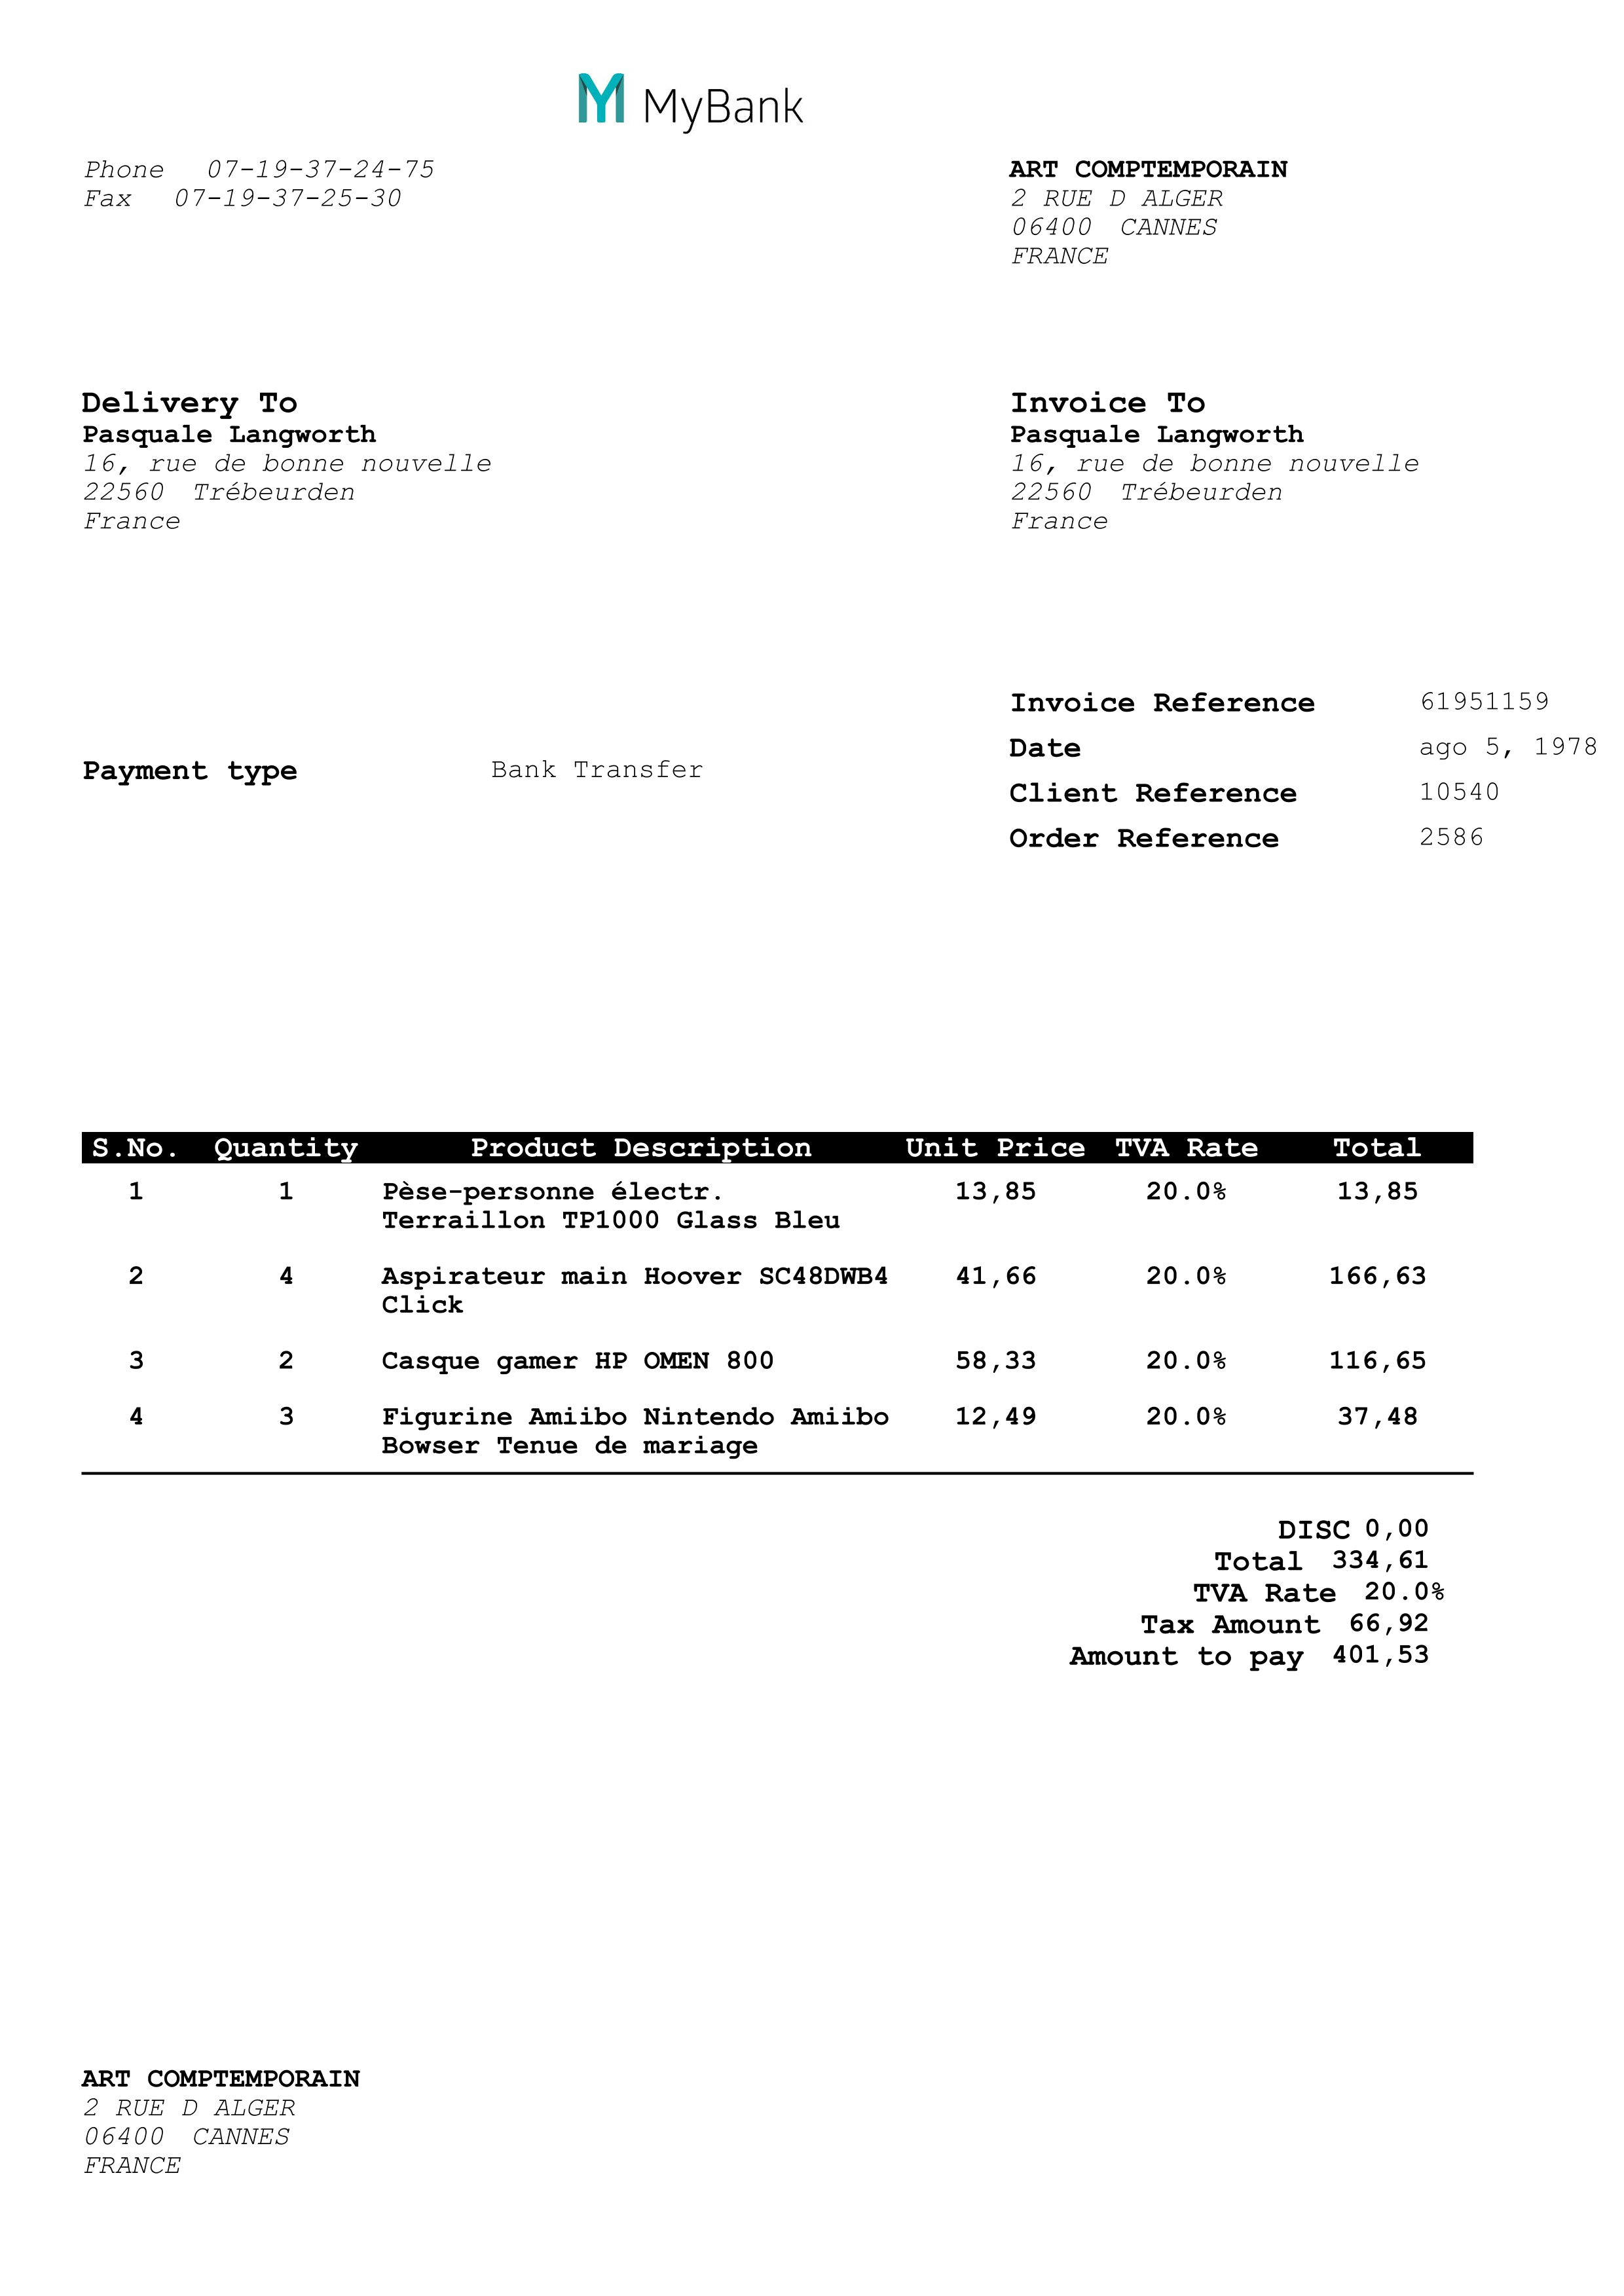 MyBank
Phone 07-19-37-24-75
Fax 07-19-37-25-30
ART COMPTEMPORAIN
2 RUE D ALGER
06400 CANNES
FRANCE
Delivery To
Pasquale Langworth
16, rue de bonne nouvelle
22560 Trébeurden
France
Invoice To
Pasquale Langworth
16, rue de bonne nouvelle
22560 Trébeurden
France
Payment type Bank Transfer
Invoice Reference 61951159
Date ago 5, 1978
Client Reference 10540
Order Reference 2586
S.No. Quantity Product Description Unit Price TVA Rate Total
1 1 Pèse-personne électr. 13,85 20.0% 13,85
Terraillon TP1000 Glass Bleu
2 4 Aspirateur main Hoover SC48DWB4 41,66 20.0% 166,63
Click
3 2 Casque gamer HP OMEN 800 58,33 20.0% 116,65
4 3 Figurine Amiibo Nintendo Amiibo 12,49 20.0% 37,48
Bowser Tenue de mariage
DISC 0,00
Total 334,61
TVA Rate 20.0%
Tax Amount 66,92
Amount to pay 401,53
ART COMPTEMPORAIN
2 RUE D ALGER
06400 CANNES
FRANCE